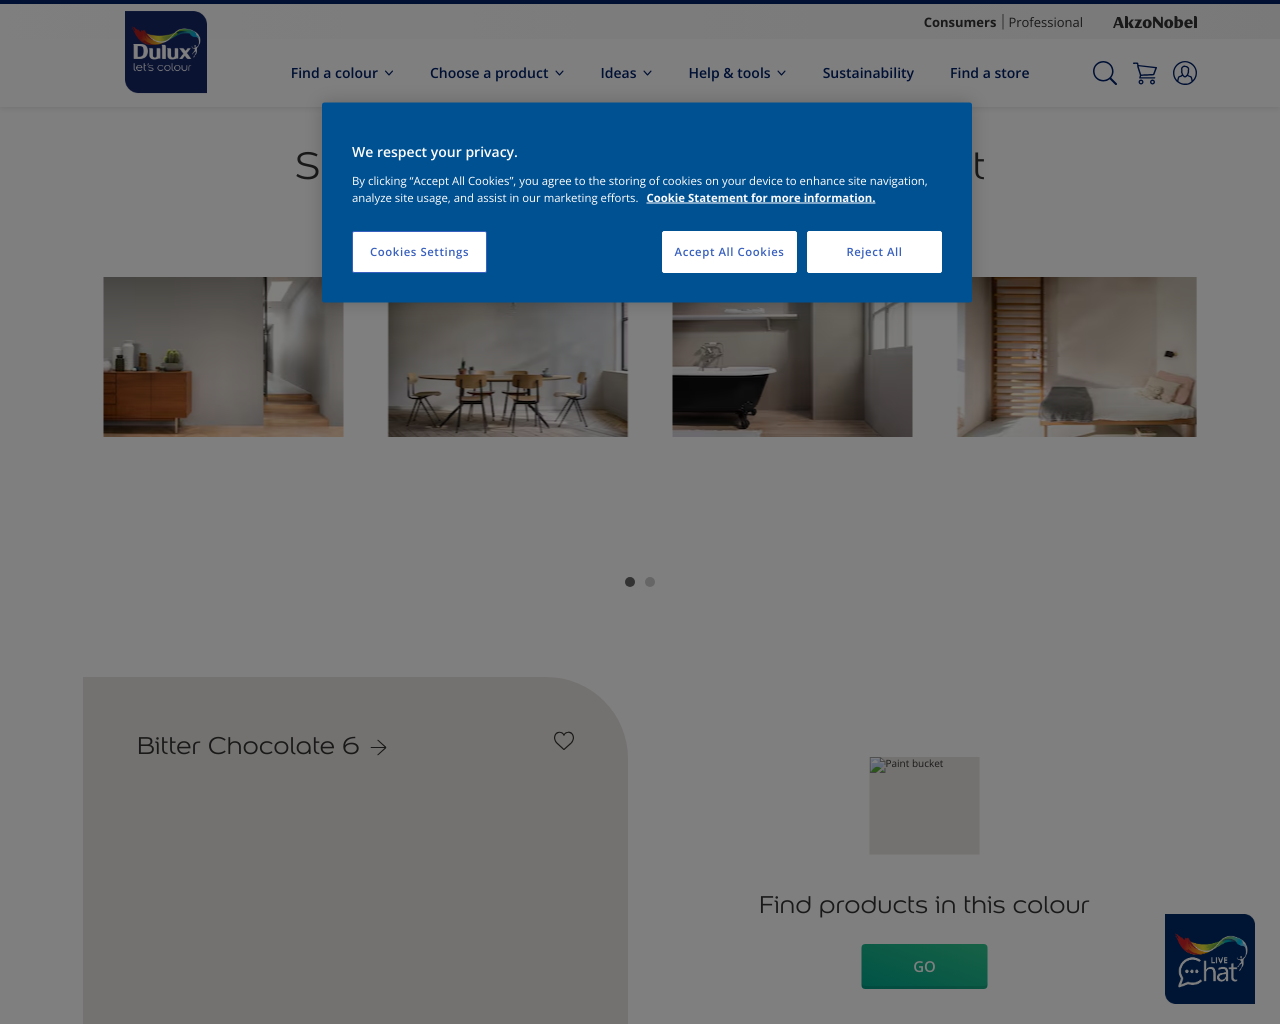 Consumers | Professional
AkzoNobel
Dulux
let's colour
Find a colour
Choose a product
Ideas
Help & tools
Sustainability
Find a store
We respect your privacy.
By clicking “Accept All Cookies”, you agree to the storing of cookies on your device to enhance site navigation,
analyze site usage, and assist in our marketing efforts. Cookie Statement for more information.
Cookies Settings
Accept All Cookies
Reject All
Bitter Chocolate 6 →
Paint bucket
Find products in this colour
GO
LIVE
Chat